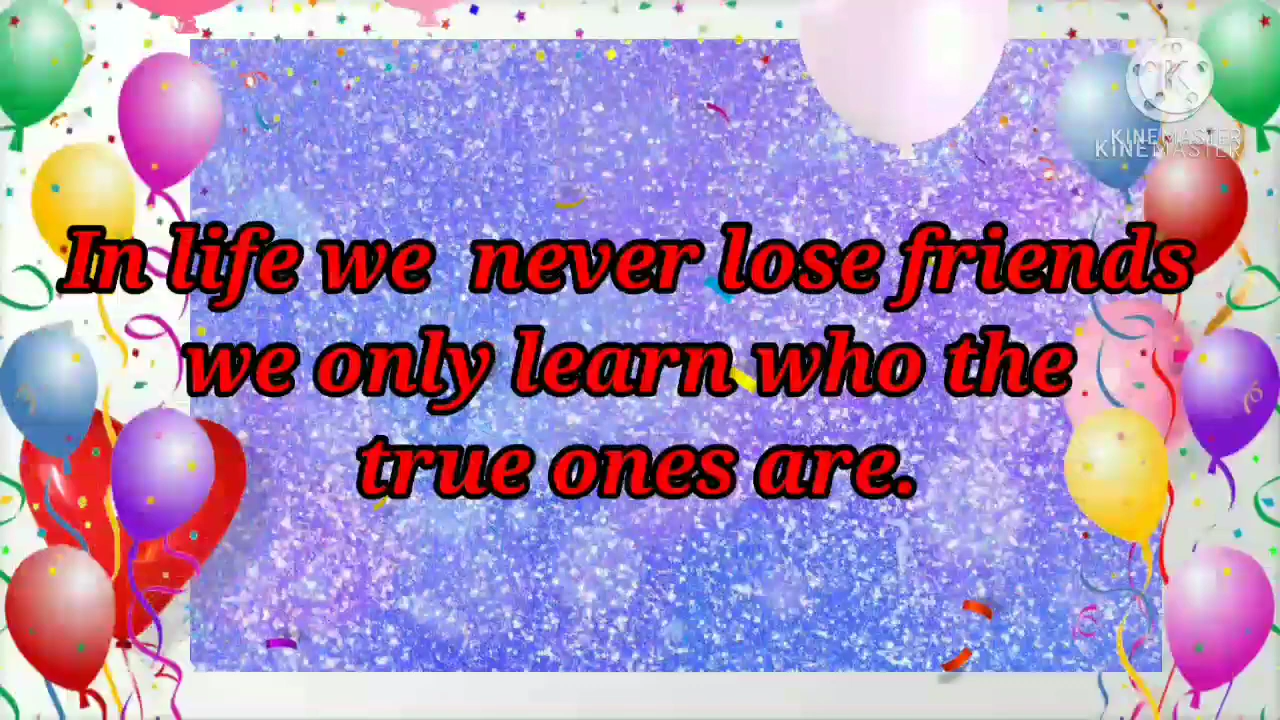 K
KINEMASTER
KINEMASTER
In life we never lose friends
we only learn who the
true ones are.